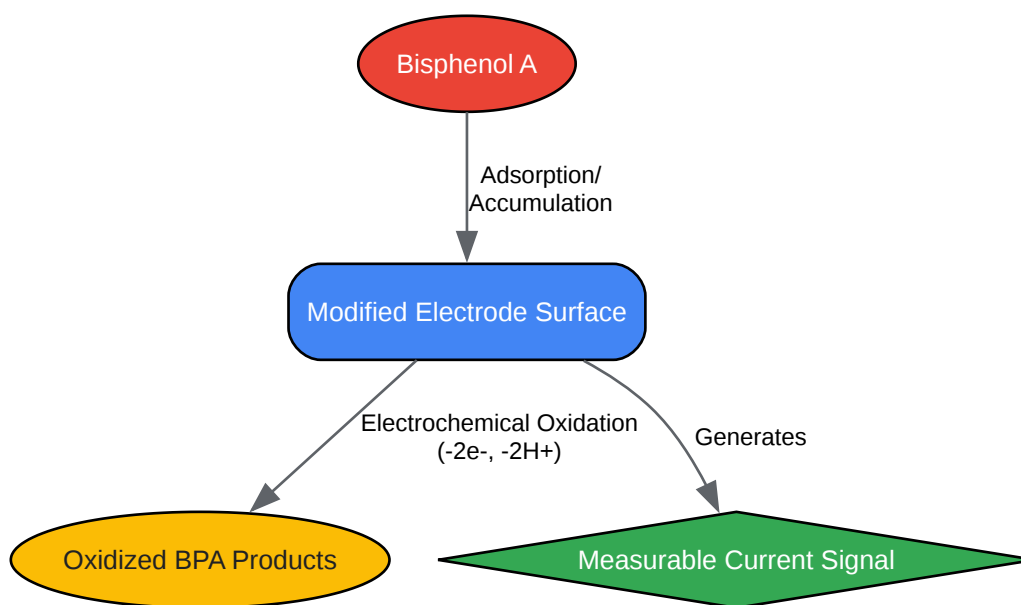 Bisphenol A
Adsorption/
Accumulation
Modified Electrode Surface
Electrochemical Oxidation
(-2e-, -2H+)
Generates
Oxidized BPA Products
Measurable Current Signal